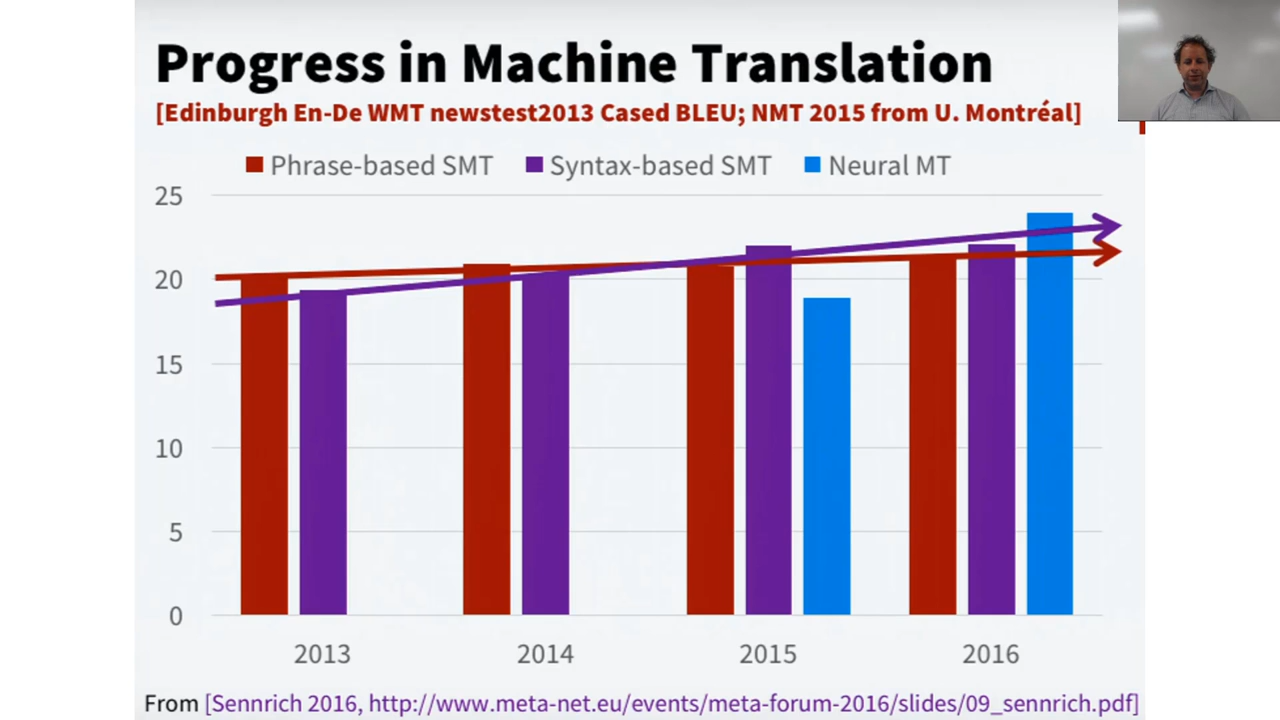 Progress in Machine Translation
[Edinburgh En-De WMT newstest2013 Cased BLEU; NMT 2015 from U. Montréal]
Phrase-based SMT Syntax-based SMT Neural MT
25
20
15
10
5
0
2013 2014 2015 2016
From [Sennrich 2016, http://www.meta-net.eu/events/meta-forum-2016/slides/09_sennrich.pdf]